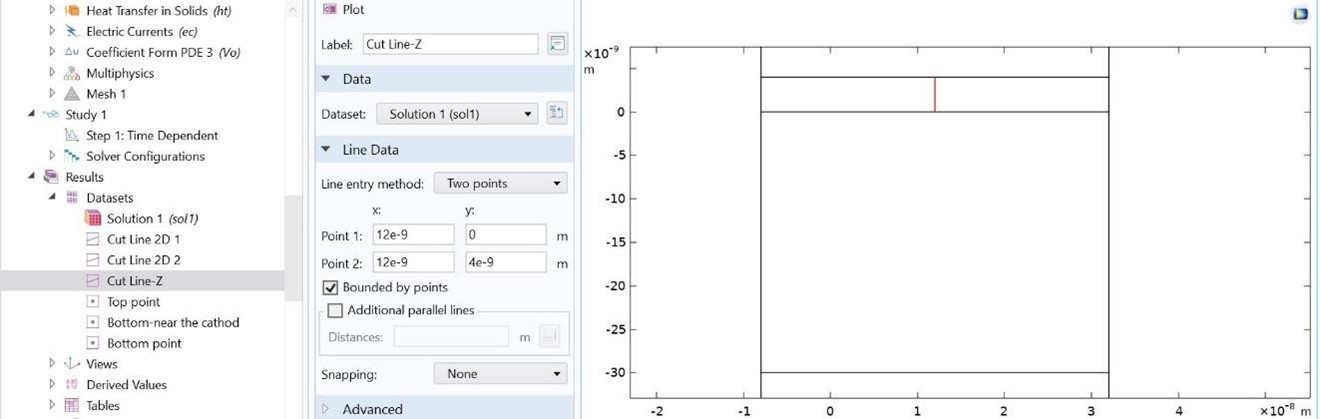 Heat Transfer in Solids (ht)
Electric Currents (ec)
Coefficient Form PDE 3 (Vo)
Multiphysics
Mesh 1
Study 1
Step 1: Time Dependent
Solver Configurations
Results
Datasets
Solution 1 (sol1)
Cut Line 2D 1
Cut Line 2D 2
Cut Line-Z
Top point
Bottom-near the cathod
Bottom point
Views
Derived Values
Tables
Plot
Label: Cut Line-Z
Data
Dataset: Solution 1 (sol1)
Line Data
Line entry method: Two points
x: y:
Point 1: 12e-9 0 m
Point 2: 12e-9 4e-9 m
Bounded by points
Additional parallel lines
Distances: m
Snapping: None
Advanced
×10⁻⁹
m
0
-5
-10
-15
-20
-25
-30
-2 -1 0 1 2 3 4 ×10⁻⁸ m